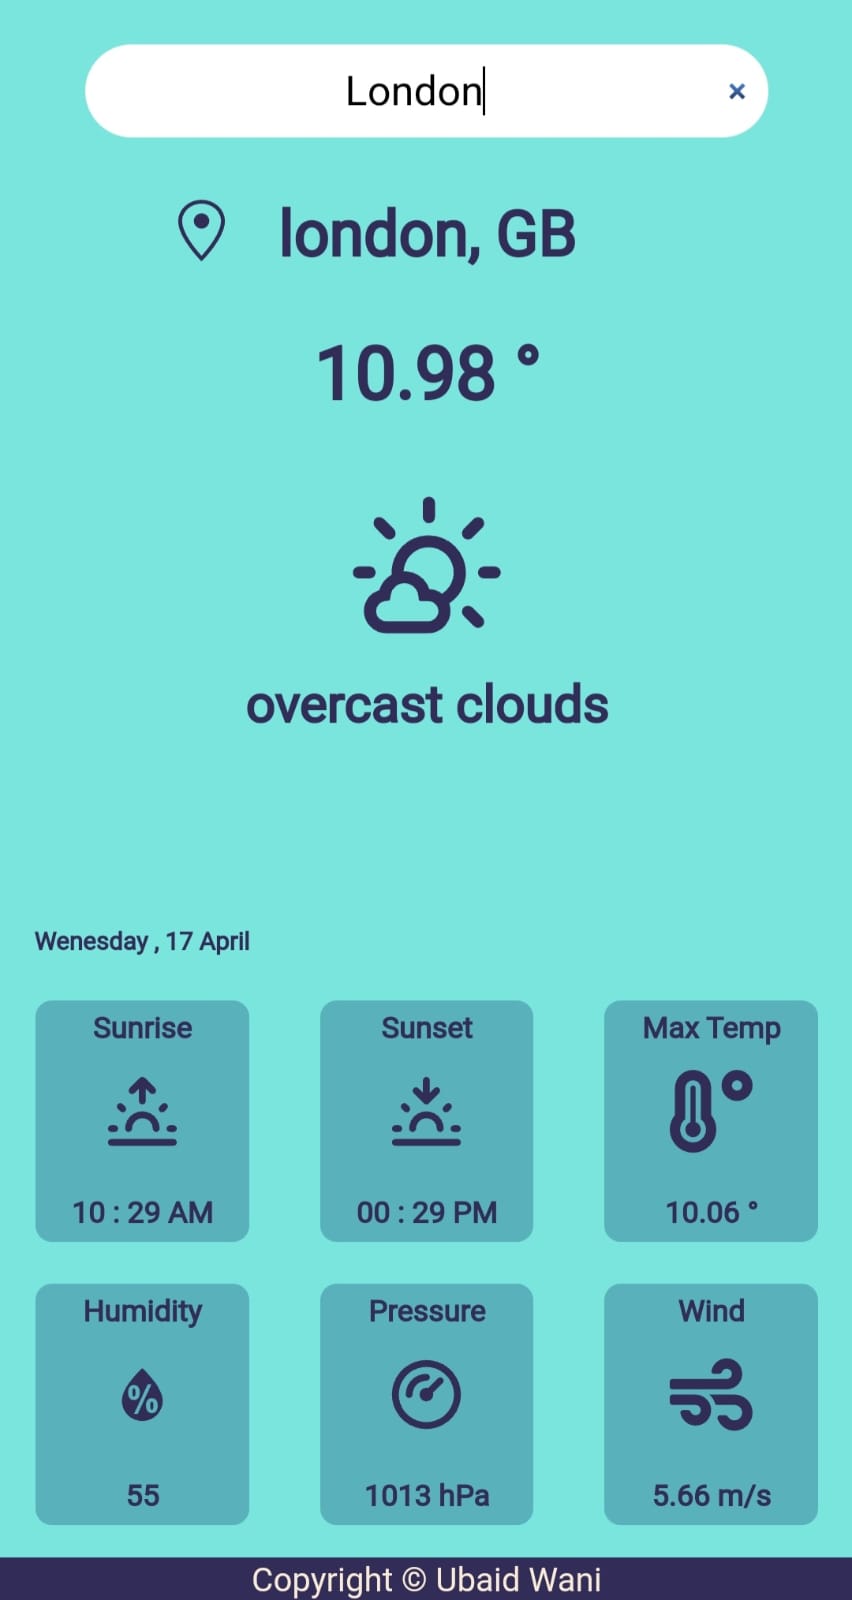 London ×
london, GB
10.98 °
overcast clouds
Wenesday , 17 April
Sunrise Sunset Max Temp
10 : 29 AM 00 : 29 PM 10.06 °
Humidity Pressure Wind
%
55 1013 hPa 5.66 m/s
Copyright © Ubaid Wani